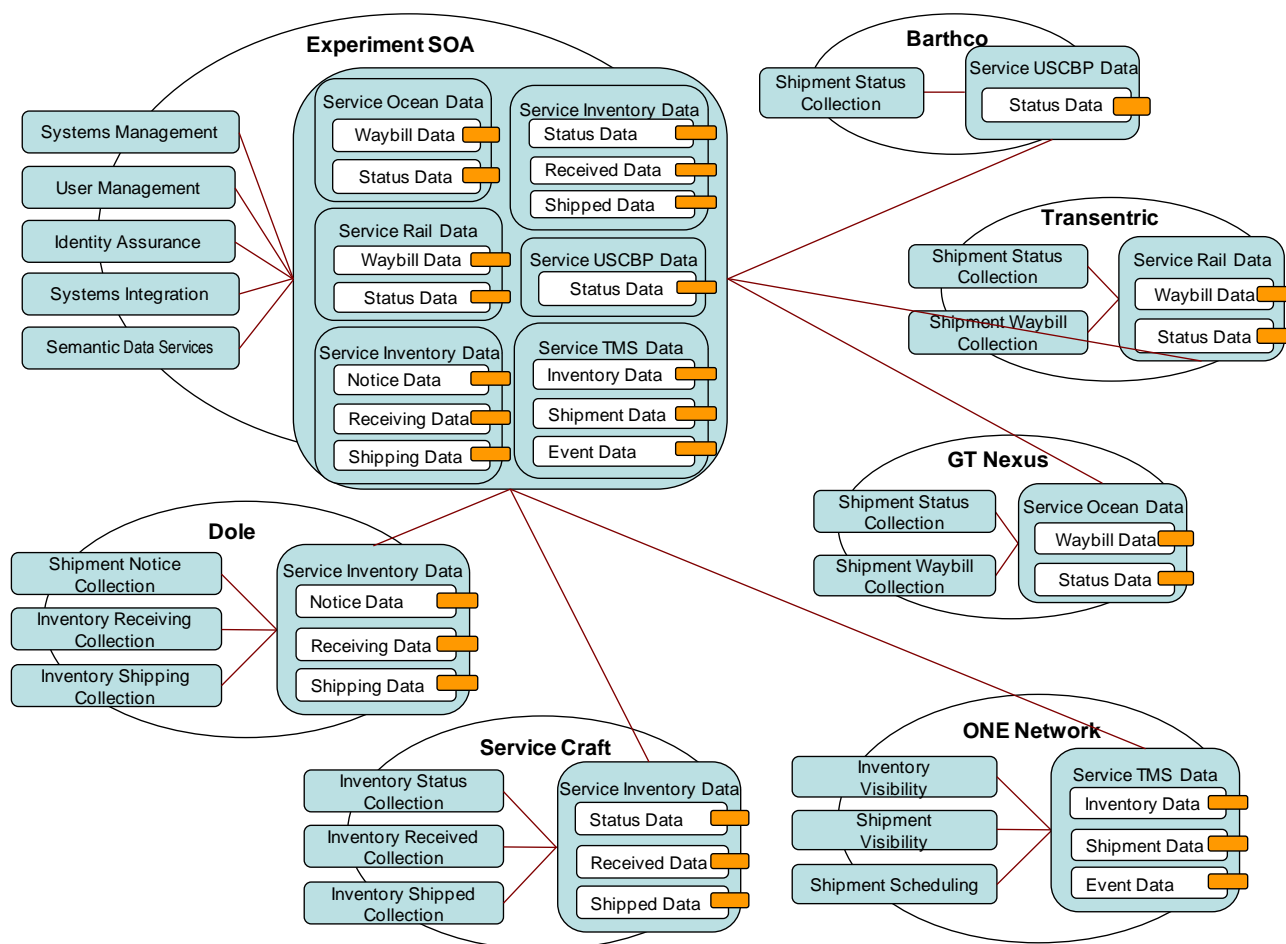 Experiment SOA
Systems Management
User Management
Identity Assurance
Systems Integration
Semantic Data Services
Service Ocean Data
Waybill Data
Status Data
Service Inventory Data
Status Data
Received Data
Shipped Data
Service Rail Data
Waybill Data
Status Data
Service USCBP Data
Status Data
Service Inventory Data
Notice Data
Receiving Data
Shipping Data
Service TMS Data
Inventory Data
Shipment Data
Event Data
Barthco
Shipment Status
Collection
Service USCBP Data
Status Data
Transentric
Shipment Status
Collection
Shipment Waybill
Collection
Service Rail Data
Waybill Data
Status Data
GT Nexus
Shipment Status
Collection
Shipment Waybill
Collection
Service Ocean Data
Waybill Data
Status Data
Dole
Shipment Notice
Collection
Inventory Receiving
Collection
Inventory Shipping
Collection
Service Inventory Data
Notice Data
Receiving Data
Shipping Data
Service Craft
Inventory Status
Collection
Inventory Received
Collection
Inventory Shipped
Collection
Service Inventory Data
Status Data
Received Data
Shipped Data
ONE Network
Inventory
Visibility
Shipment
Visibility
Shipment Scheduling
Service TMS Data
Inventory Data
Shipment Data
Event Data